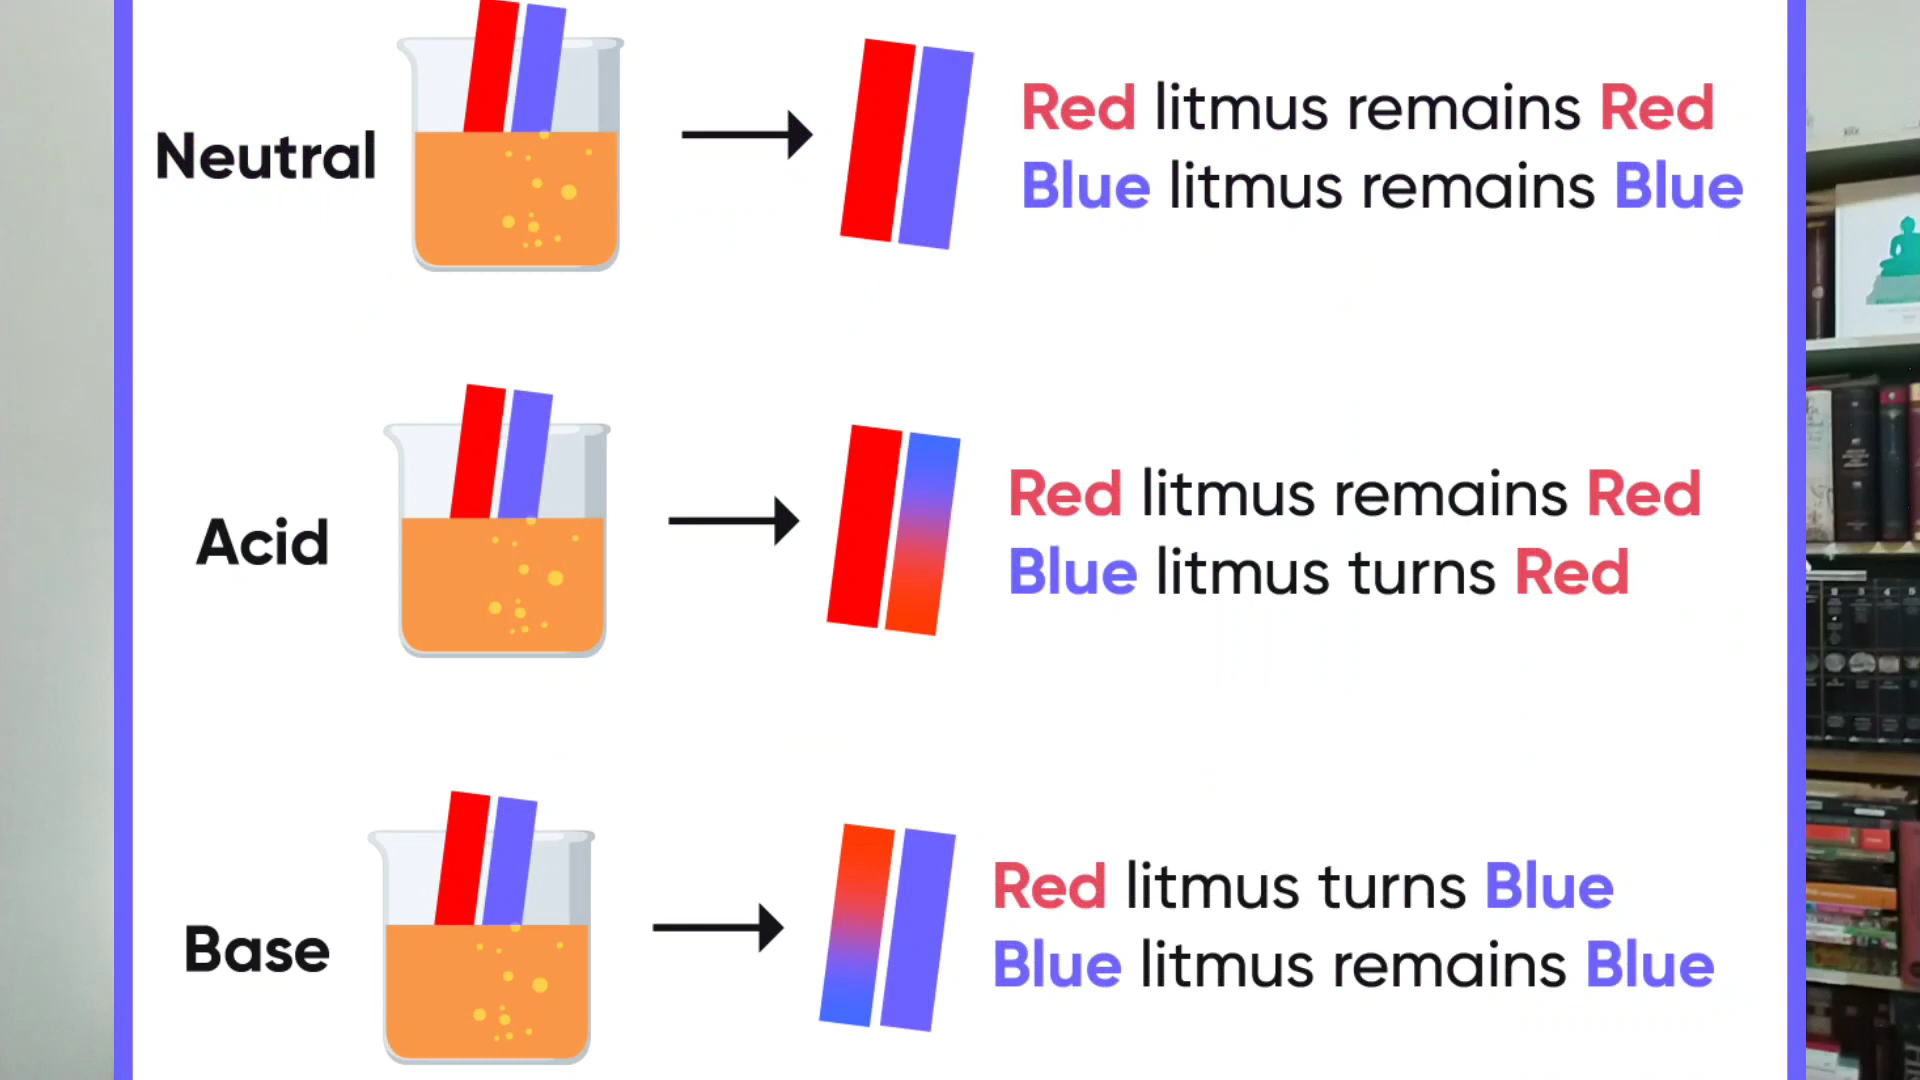 Neutral
Red litmus remains Red
Blue litmus remains Blue
Acid
Red litmus remains Red
Blue litmus turns Red
Base
Red litmus turns Blue
Blue litmus remains Blue